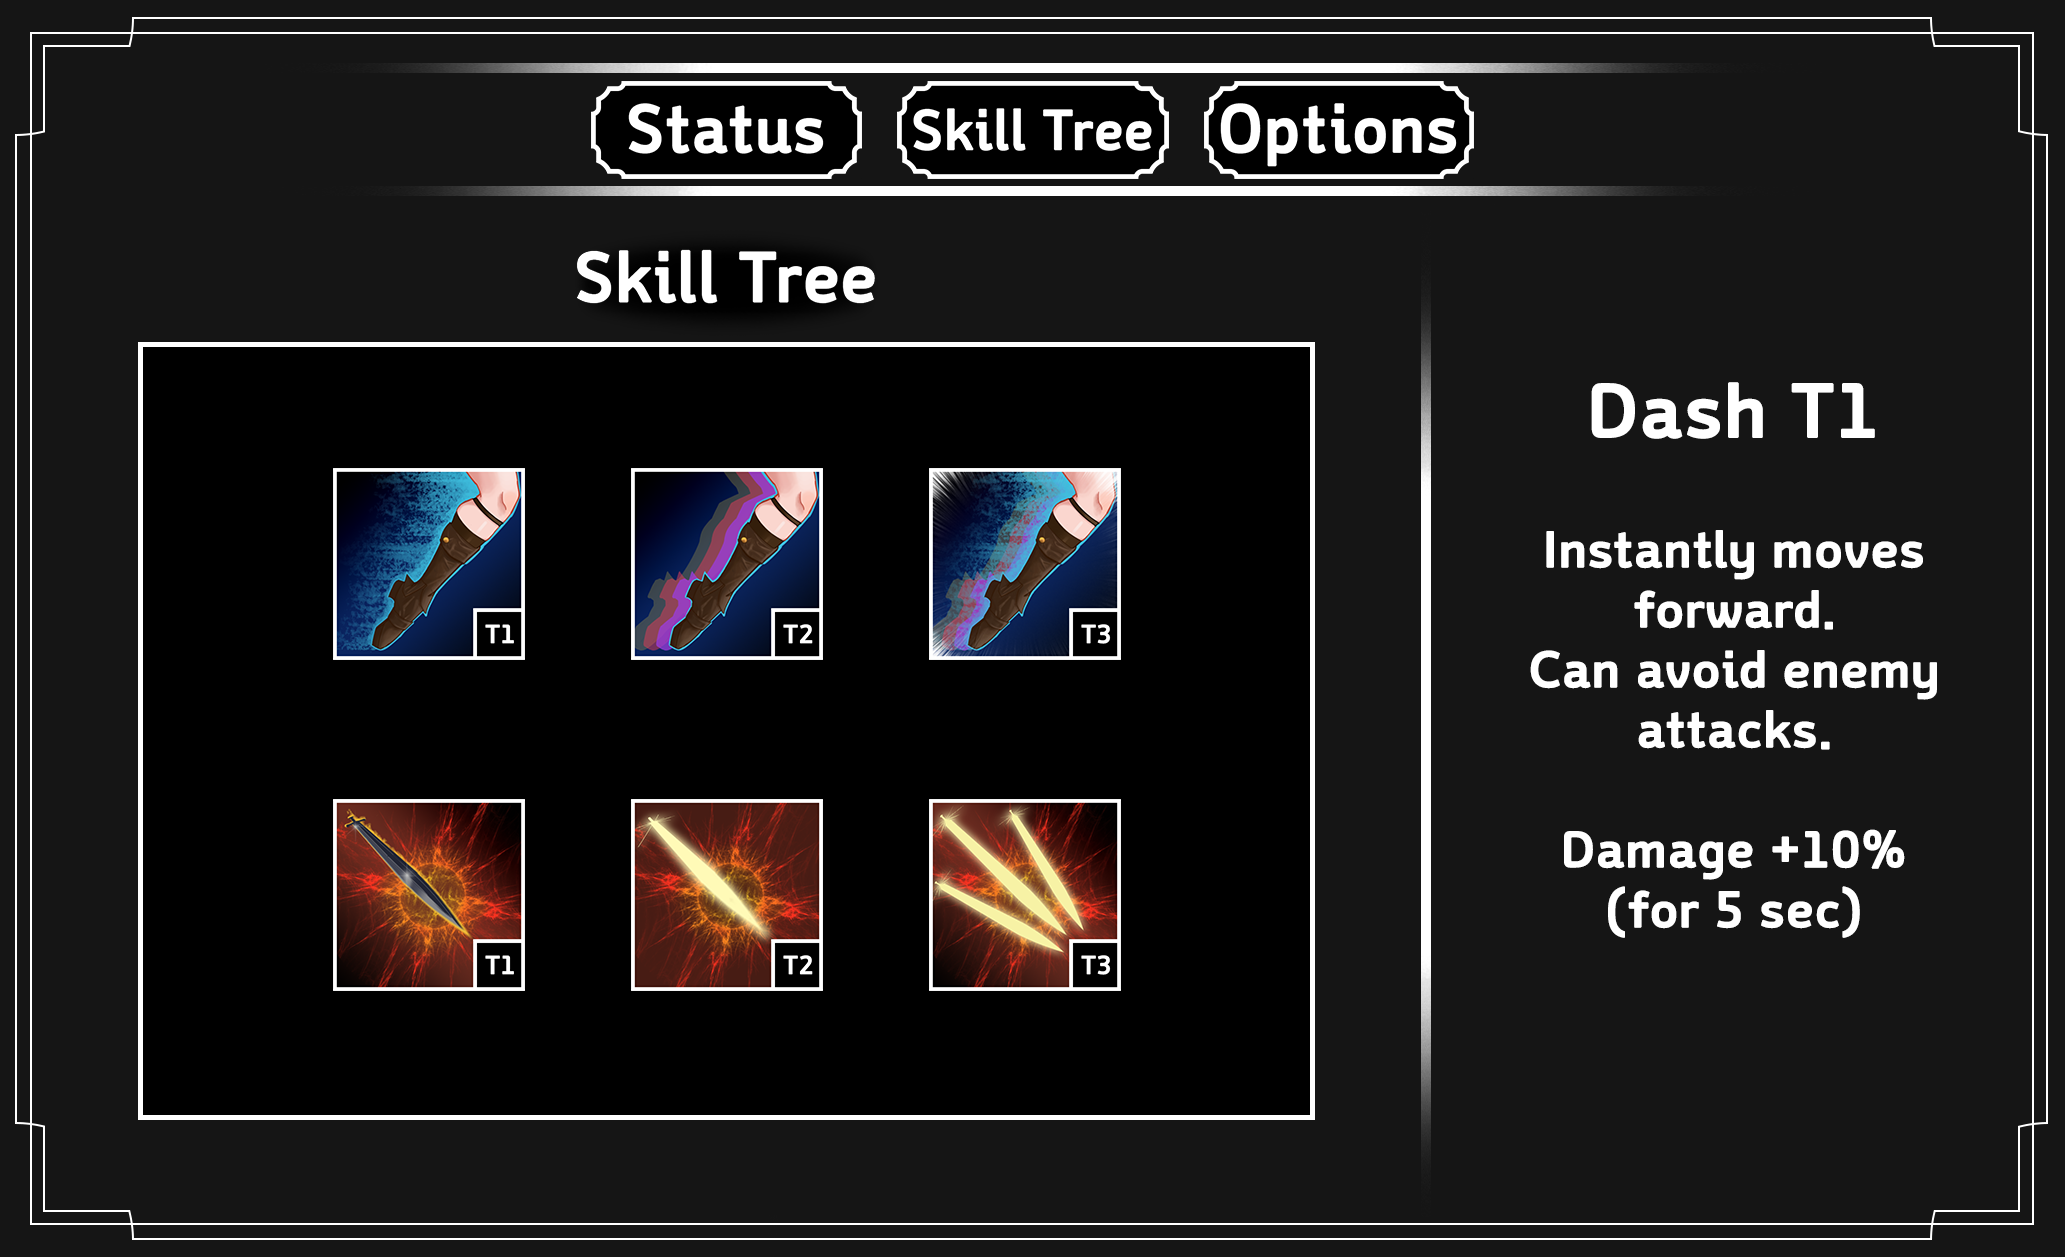 Status
Skill Tree
Options
Skill Tree
T1
T2
T3
T1
T2
T3
Dash T1
Instantly moves
forward.
Can avoid enemy
attacks.
Damage +10%
(for 5 sec)